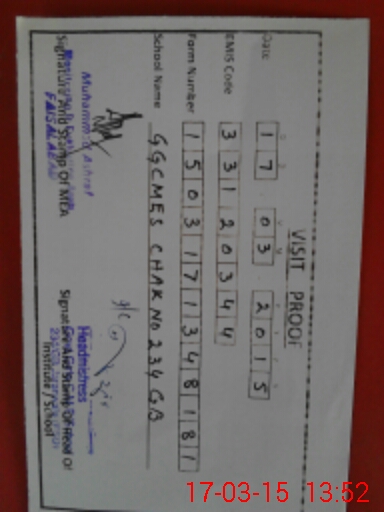 VISIT PROOF
Date 17 03 2015
EMIS Code 33120344
Form Number 1503171348181
School Name GGCMES CHAK NO 234 GB
Muhammad Ashraf
Signature And Stamp Of MEA
FAISALABAD
Headmistress
Signature And Stamp Of Head Of
Institute / School
17-03-15 13:52